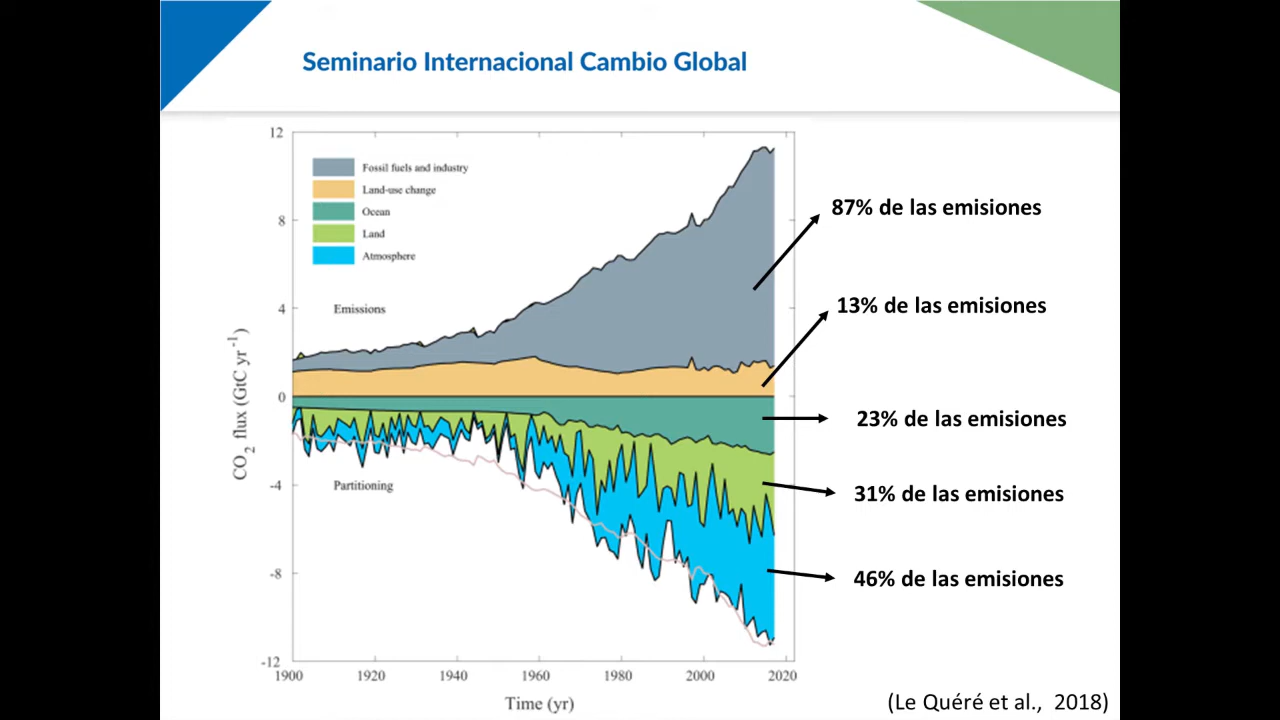 Seminario Internacional Cambio Global
12
8
4
0
-4
-8
-12
CO2 flux (GtC yr-1)
Fossil fuels and industry
Land-use change
Ocean
Land
Atmosphere
Emissions
Partitioning
87% de las emisiones
13% de las emisiones
23% de las emisiones
31% de las emisiones
46% de las emisiones
1900 1920 1940 1960 1980 2000 2020
Time (yr)
(Le Quéré et al., 2018)